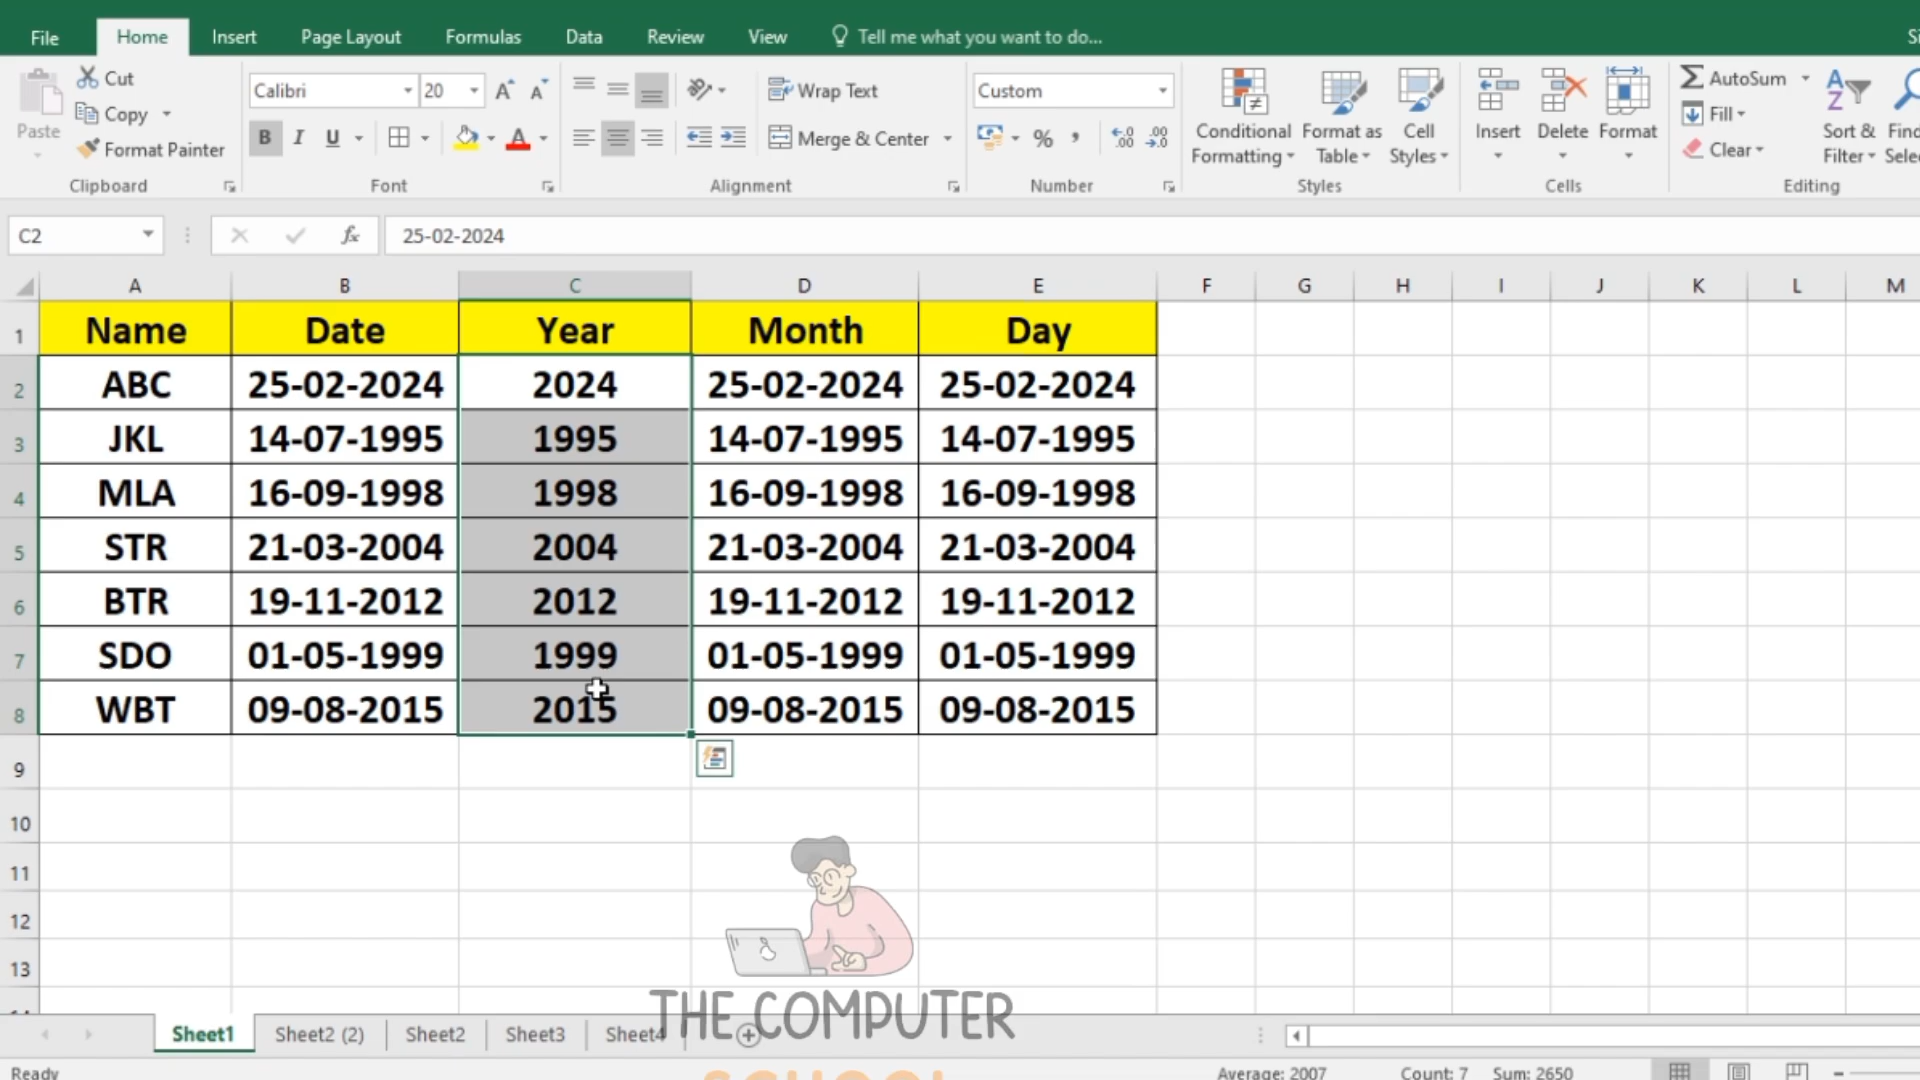 File Home Insert Page Layout Formulas Data Review View Tell me what you want to do...
Cut
Copy
Format Painter
Paste
Clipboard
Calibri 20
B I U
Font
Wrap Text
Merge & Center
Alignment
Custom
%
Number
Conditional Formatting
Format as Table
Cell Styles
Styles
Insert Delete Format
Cells
AutoSum
Fill
Clear
Sort & Filter
Editing
C2 fx 25-02-2024
A B C D E F G H I J K L M
1 Name Date Year Month Day
2 ABC 25-02-2024 2024 25-02-2024 25-02-2024
3 JKL 14-07-1995 1995 14-07-1995 14-07-1995
4 MLA 16-09-1998 1998 16-09-1998 16-09-1998
5 STR 21-03-2004 2004 21-03-2004 21-03-2004
6 BTR 19-11-2012 2012 19-11-2012 19-11-2012
7 SDO 01-05-1999 1999 01-05-1999 01-05-1999
8 WBT 09-08-2015 2015 09-08-2015 09-08-2015
9
10
11
12
13
THE COMPUTER
SCHOOL
Sheet1 Sheet2 (2) Sheet2 Sheet3 Sheet4
Ready Average: 2007 Count: 7 Sum: 2650